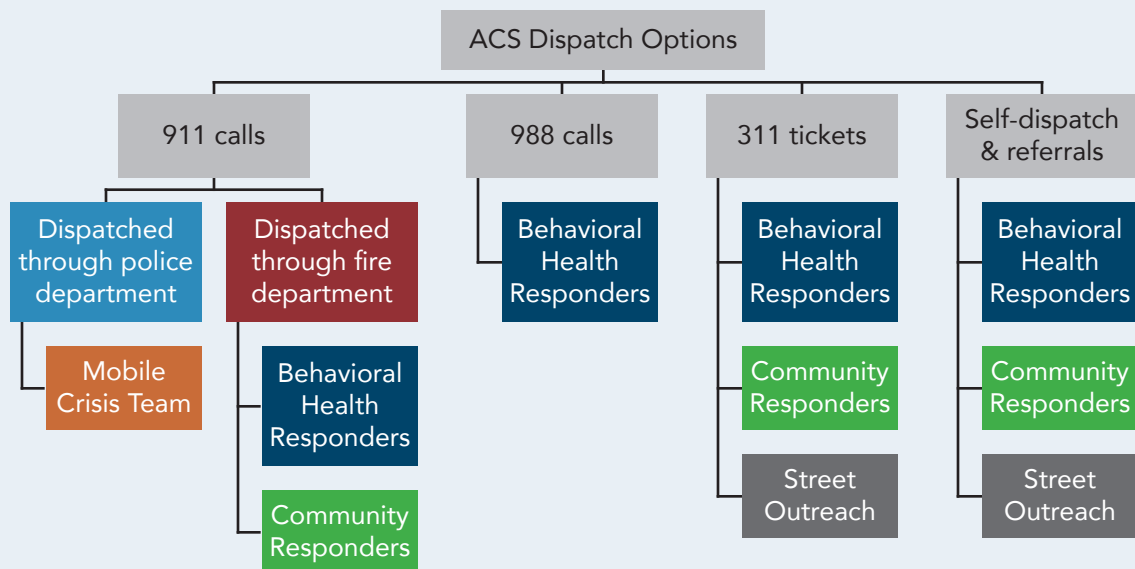 ACS Dispatch Options
911 calls
988 calls
311 tickets
Self-dispatch
& referrals
Dispatched
through police
department
Mobile
Crisis Team
Dispatched
through fire
department
Behavioral
Health
Responders
Community
Responders
Behavioral
Health
Responders
Behavioral
Health
Responders
Community
Responders
Street
Outreach
Behavioral
Health
Responders
Community
Responders
Street
Outreach